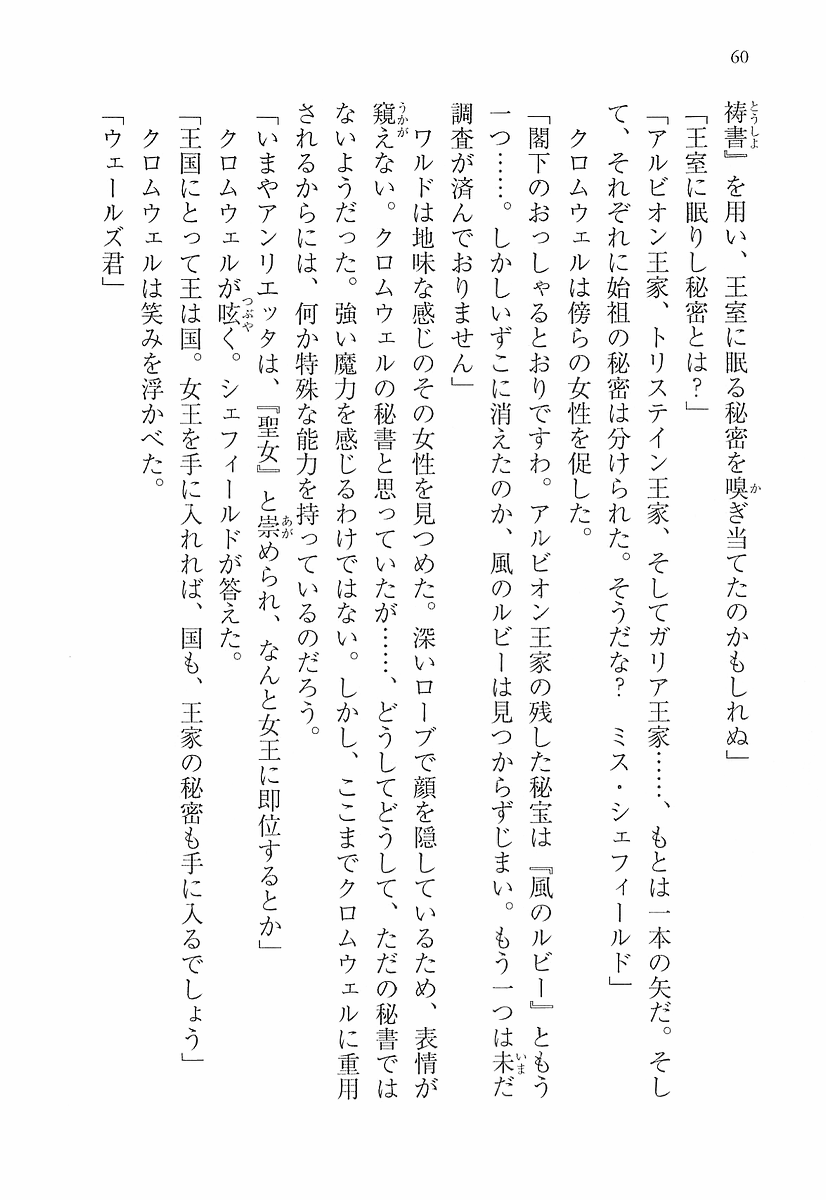 60
祷書』を用い、王室に眠る秘密を嗅ぎ当てたのかもしれぬ」
「王室に眠りし秘密とは？」
「アルビオン王家、トリステイン王家、そしてガリア王家……、もとは一本の矢だ。そし
て、それぞれに始祖の秘密は分けられた。そうだな？　ミス・シェフィールド」
　クロムウェルは傍らの女性を促した。
「閣下のおっしゃるとおりですわ。アルビオン王家の残した秘宝は『風のルビー』ともう
一つ……。しかしいずこに消えたのか、風のルビーは見つからずじまい。もう一つは未だ
調査が済んでおりません」
　ワルドは地味な感じのその女性を見つめた。深いローブで顔を隠しているため、表情が
窺えない。クロムウェルの秘書と思っていたが……、どうしてどうして、ただの秘書では
ないようだった。強い魔力を感じるわけではない。しかし、ここまでクロムウェルに重用
されるからには、何か特殊な能力を持っているのだろう。
「いまやアンリエッタは、『聖女』と崇められ、なんと女王に即位するとか」
　クロムウェルが呟く。シェフィールドが答えた。
「王国にとって王は国。女王を手に入れれば、国も、王家の秘密も手に入るでしょう」
　クロムウェルは笑みを浮かべた。
「ウェールズ君」